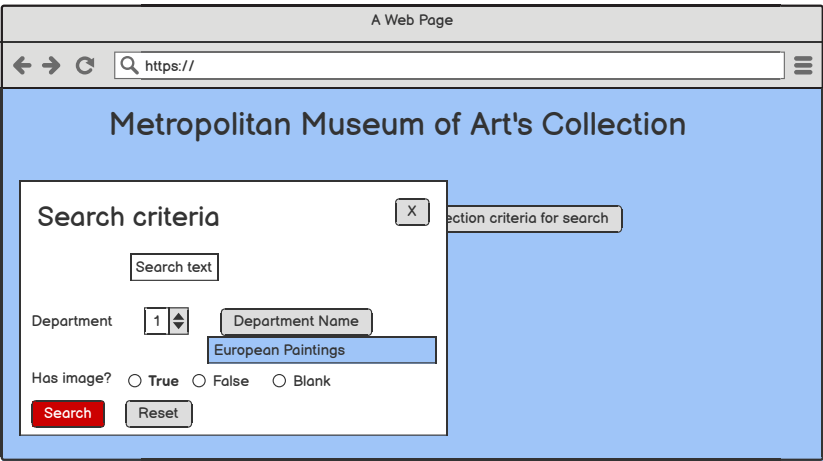 A Web Page
https://
Metropolitan Museum of Art's Collection
Search criteria
X
ection criteria for search
Search text
Department 1 Department Name
European Paintings
Has image? True False Blank
Search Reset